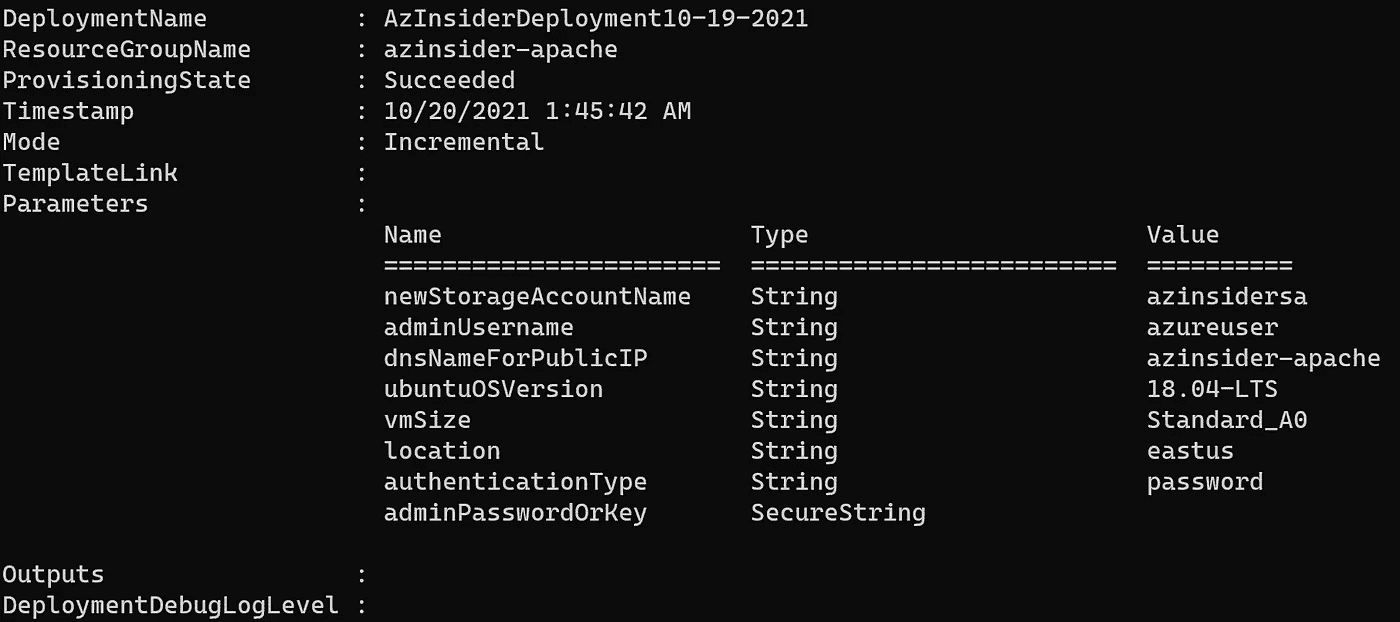 DeploymentName          : AzInsiderDeployment10-19-2021
ResourceGroupName       : azinsider-apache
ProvisioningState       : Succeeded
Timestamp               : 10/20/2021 1:45:42 AM
Mode                    : Incremental
TemplateLink            :
Parameters              :
                          Name                     Type                       Value
                          =======================  =========================  ==========
                          newStorageAccountName    String                     azinsidersa
                          adminUsername            String                     azureuser
                          dnsNameForPublicIP       String                     azinsider-apache
                          ubuntuOSVersion          String                     18.04-LTS
                          vmSize                   String                     Standard_A0
                          location                 String                     eastus
                          authenticationType       String                     password
                          adminPasswordOrKey       SecureString

Outputs                 :
DeploymentDebugLogLevel :